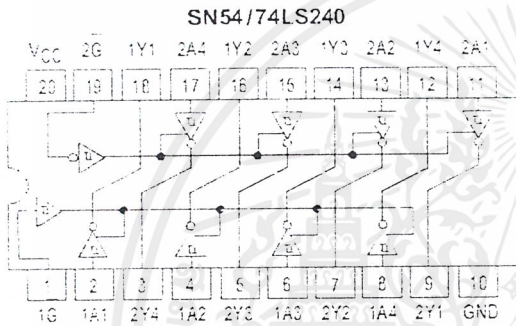 SN54/74LS240
VCC 2G 1Y1 2A4 1Y2 2A3 1Y3 2A2 1Y4 2A1
20 19 18 17 16 15 14 13 12 11
1 2 3 4 5 6 7 8 9 10
1G 1A1 2Y4 1A2 2Y3 1A3 2Y2 1A4 2Y1 GND